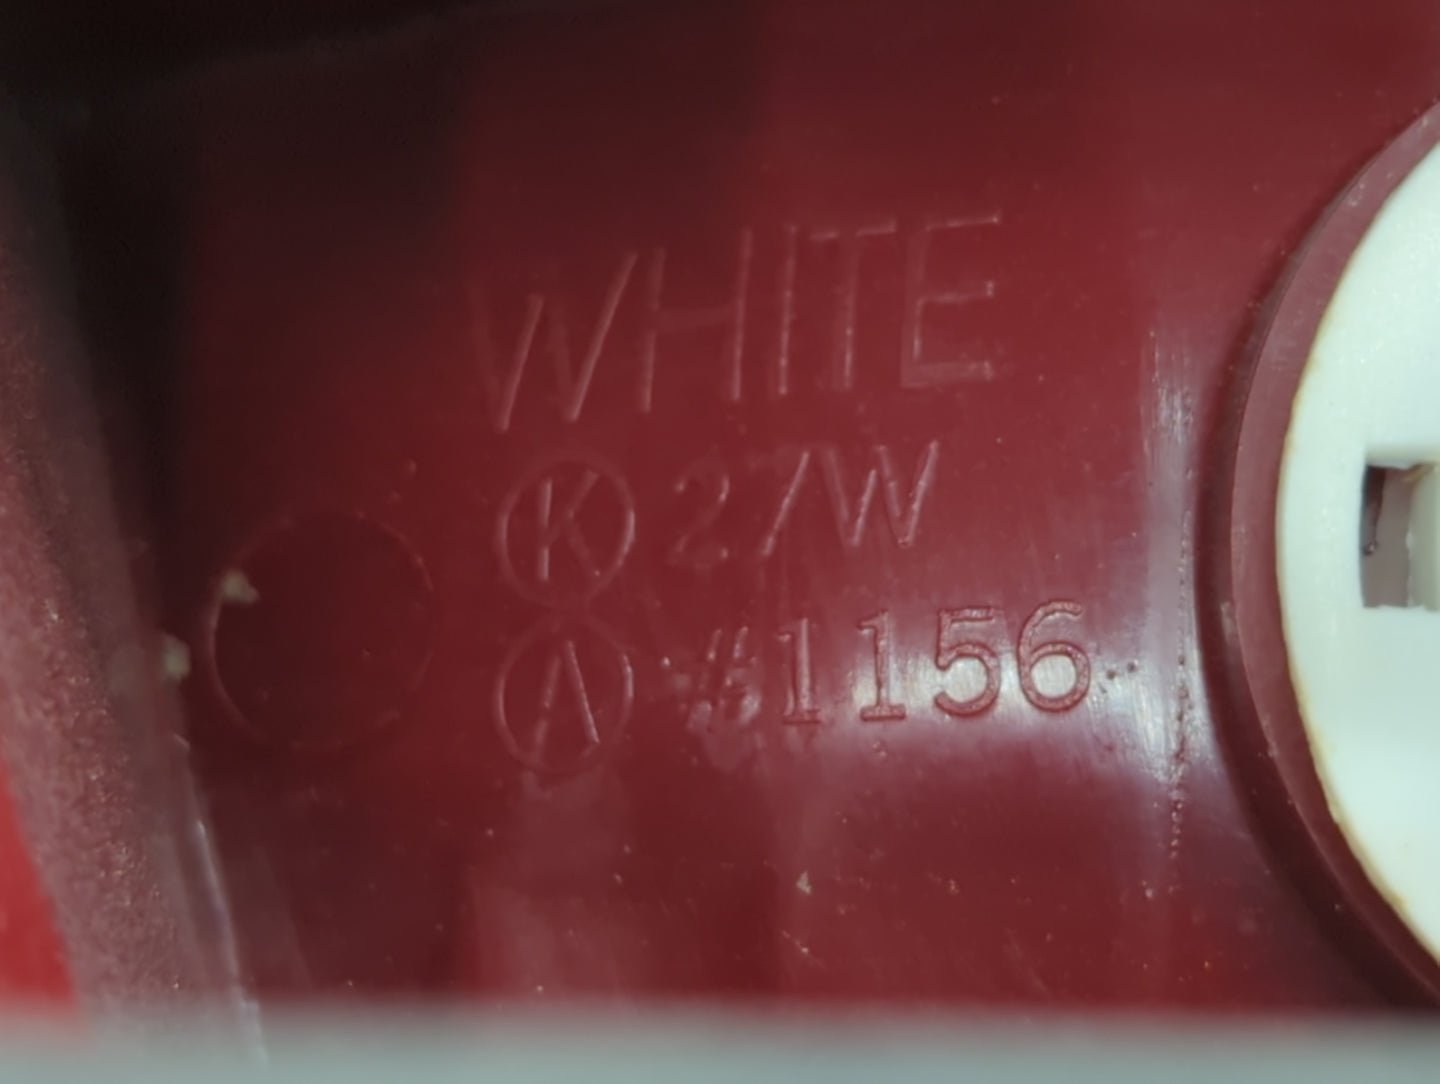 WHITE
Ⓚ 27W
Ⓐ #1156